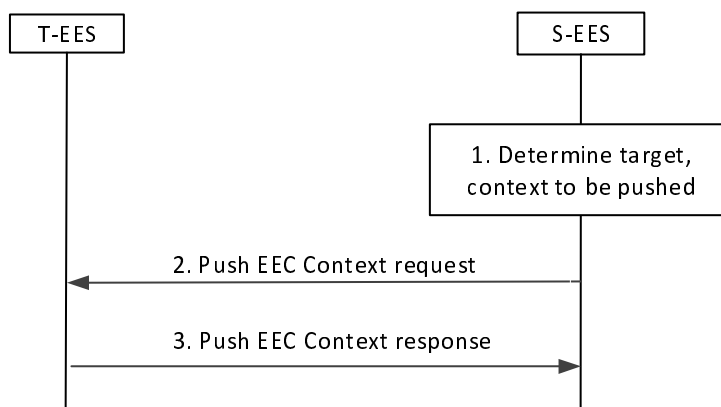 T-EES
S-EES
1. Determine target,
context to be pushed
2. Push EEC Context request
3. Push EEC Context response